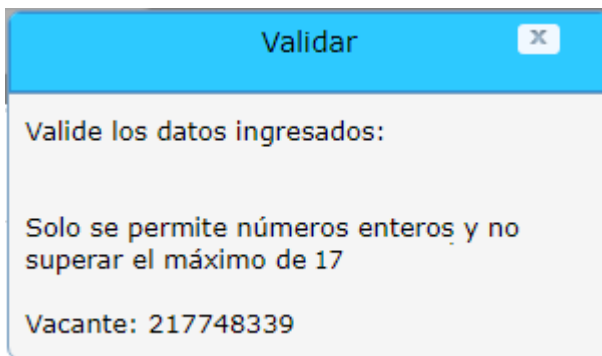 Validar
x
Valide los datos ingresados:
Solo se permite números enteros y no
superar el máximo de 17
Vacante: 217748339